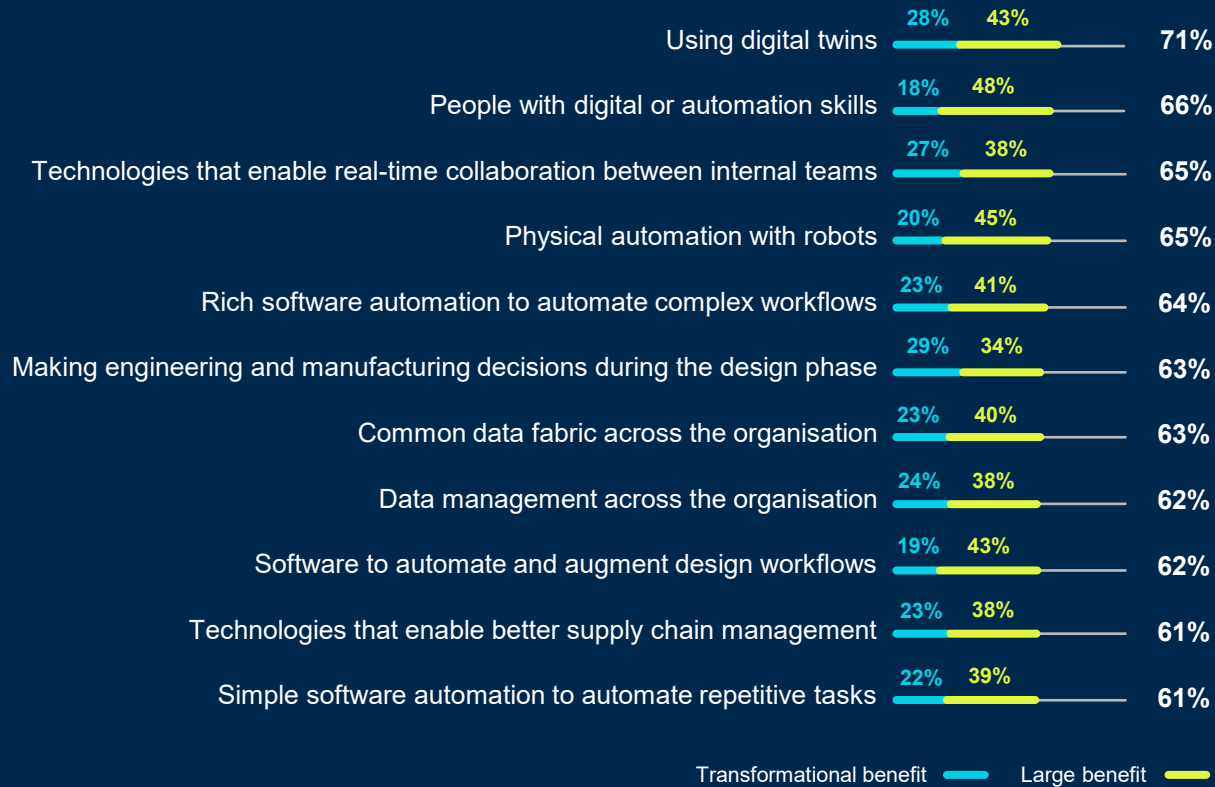 28% 43%
Using digital twins 71%
18% 48%
People with digital or automation skills 66%
27% 38%
Technologies that enable real-time collaboration between internal teams 65%
20% 45%
Physical automation with robots 65%
23% 41%
Rich software automation to automate complex workflows 64%
29% 34%
Making engineering and manufacturing decisions during the design phase 63%
23% 40%
Common data fabric across the organisation 63%
24% 38%
Data management across the organisation 62%
19% 43%
Software to automate and augment design workflows 62%
23% 38%
Technologies that enable better supply chain management 61%
22% 39%
Simple software automation to automate repetitive tasks 61%
Transformational benefit Large benefit